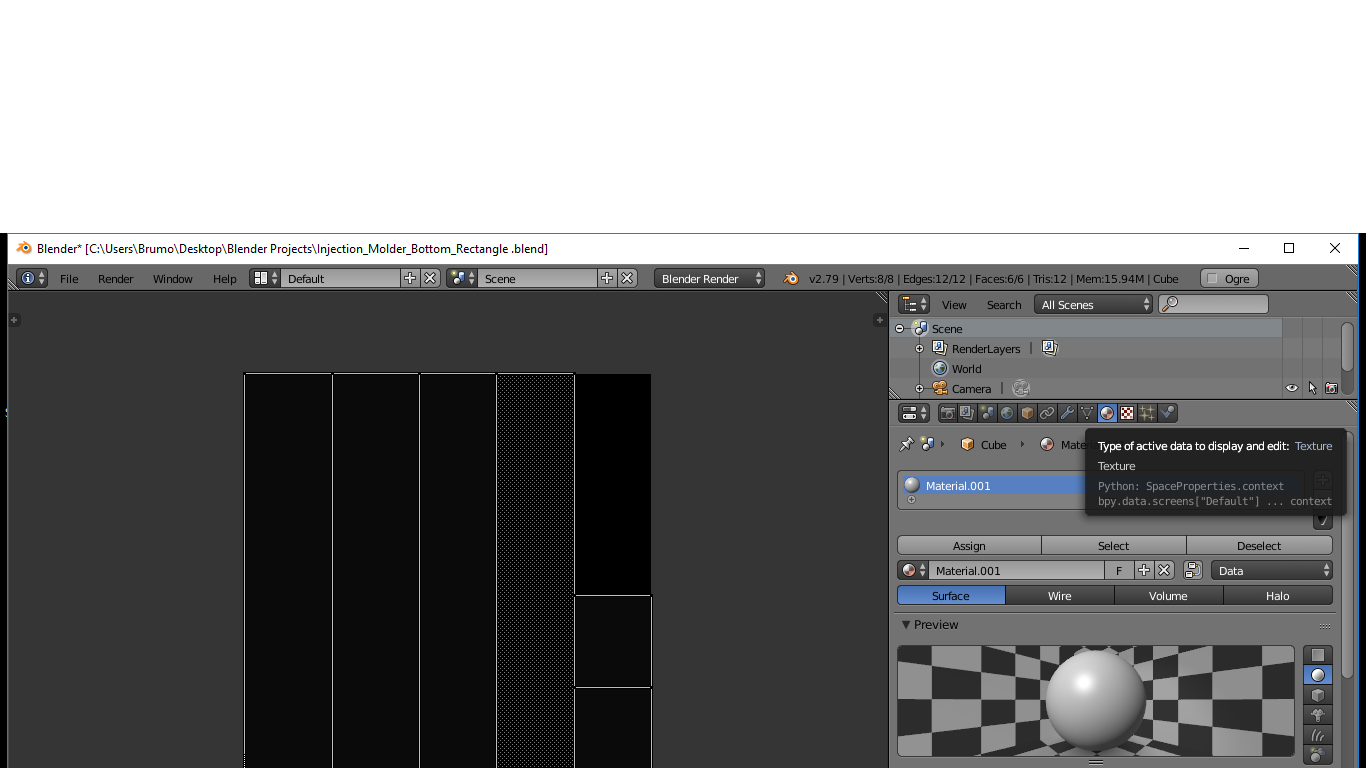 Blender* [C:\Users\Brumo\Desktop\Blender Projects\Injection_Molder_Bottom_Rectangle .blend]
File Render Window Help Default Scene Blender Render v2.79 | Verts:8/8 | Edges:12/12 | Faces:6/6 | Tris:12 | Mem:15.94M | Cube Ogre
View Search All Scenes
Scene
RenderLayers |
World
Camera |
Cube Mate
Type of active data to display and edit: Texture
Texture
Python: SpaceProperties.context
bpy.data.screens["Default"] ... context
Material.001
Assign Select Deselect
Material.001 F Data
Surface Wire Volume Halo
Preview